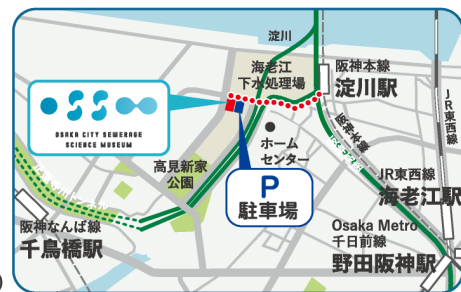 淀川
海老江
下水処理場
阪神本線
淀川駅
JR東西線
OSAKA CITY SEWERAGE
SCIENCE MUSEUM
ホーム
センター
阪神本線
高見新家
公園
P
駐車場
JR東西線
海老江駅
阪神なんば線
千鳥橋駅
Osaka Metro
千日前線
野田阪神駅